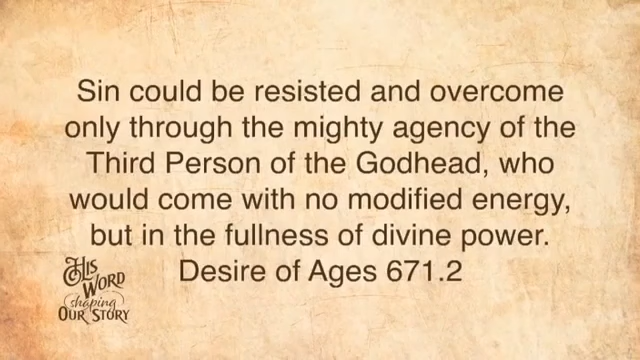 Sin could be resisted and overcome
only through the mighty agency of the
Third Person of the Godhead, who
would come with no modified energy,
but in the fullness of divine power.
Desire of Ages 671.2
His
Word
shaping
Our Story